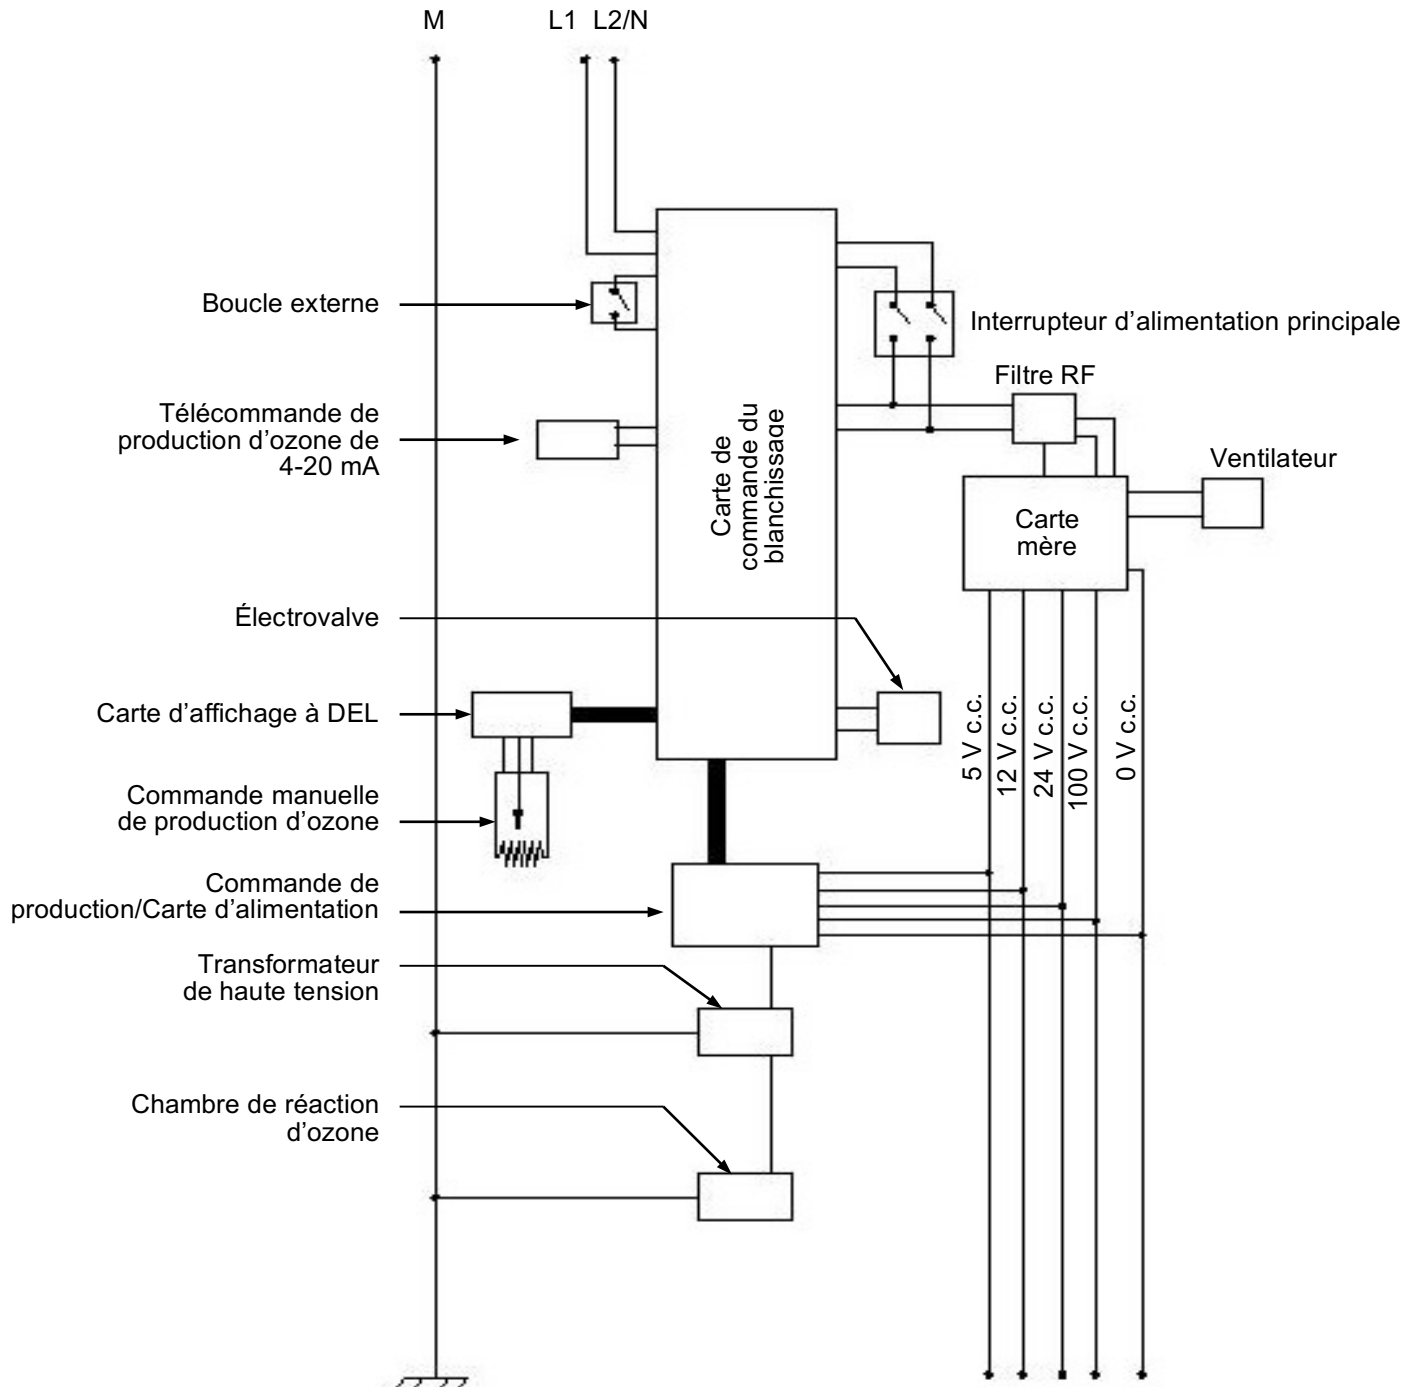 M L1 L2/N
Boucle externe
Interrupteur d'alimentation principale
Filtre RF
Télécommande de
production d'ozone de
4-20 mA
Carte de
commande du
blanchissage
Ventilateur
Carte
mère
Électrovalve
Carte d'affichage à DEL
5 V c.c.
12 V c.c.
24 V c.c.
100 V c.c.
0 V c.c.
Commande manuelle
de production d'ozone
Commande de
production/Carte d'alimentation
Transformateur
de haute tension
Chambre de réaction
d'ozone